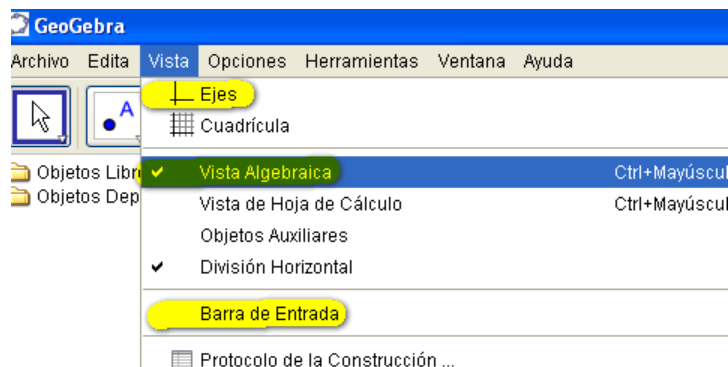 GeoGebra
Archivo Edita Vista Opciones Herramientas Ventana Ayuda
A
Ejes
Cuadrícula
Objetos Libr
Vista Algebraica Ctrl+Mayúscul
Objetos Dep
Vista de Hoja de Cálculo Ctrl+Mayúscul
Objetos Auxiliares
División Horizontal
Barra de Entrada
Protocolo de la Construcción ...